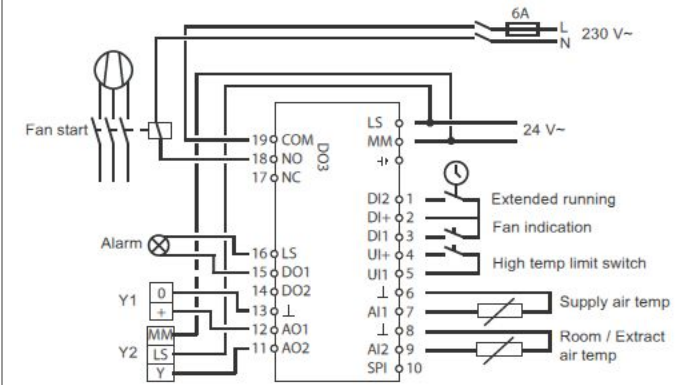 6A
L
N
230 V~
Fan start
19 COM
18 NO
17 NC
DO3
LS
MM
24 V~
DI2 1
Extended running
DI+ 2
Fan indication
DI1 3
UI+ 4
High temp limit switch
UI1 5
⊥ 6
Supply air temp
AI1 7
⊥ 8
Room / Extract
air temp
AI2 9
SPI 10
Alarm
16 LS
15 DO1
14 DO2
13 ⊥
12 AO1
11 AO2
Y1
0
+
Y2
MM
LS
Y